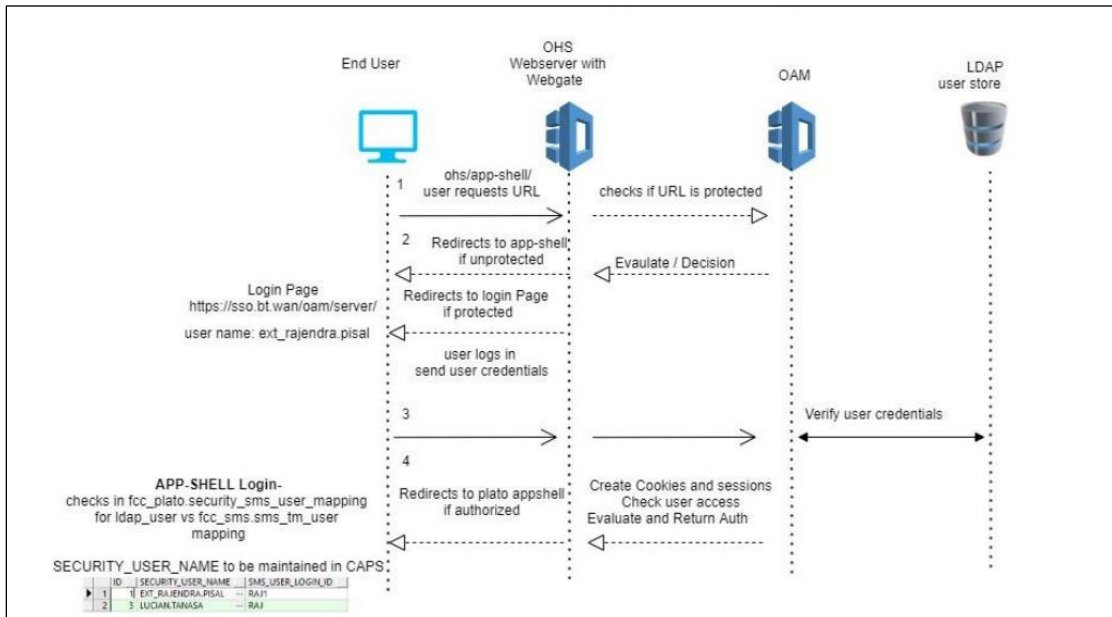 End User
OHS
Webserver with
Webgate
OAM
LDAP
user store
1
ohs/app-shell/
user requests URL
checks if URL is protected
2
Redirects to app-shell
if unprotected
Evaulate / Decision
Login Page
https://sso.bt.wan/oam/server/
user name: ext_rajendra.pisal
Redirects to login Page
if protected
user logs in
send user credentials
3
Verify user credentials
4
APP-SHELL Login-
checks in fcc_plato.security_sms_user_mapping
for ldap_user vs fcc_sms.sms_tm_user
mapping
Redirects to plato appshell
if authorized
Create Cookies and sessions
Check user access
Evaluate and Return Auth
SECURITY_USER_NAME to be maintained in CAPS
ID SECURITY_USER_NAME SMS_USER_LOGIN_ID
1 1 EXT_RAJENDRA.PISAL ... RAJ1
2 3 LUCIAN.TANASA ... RAJ